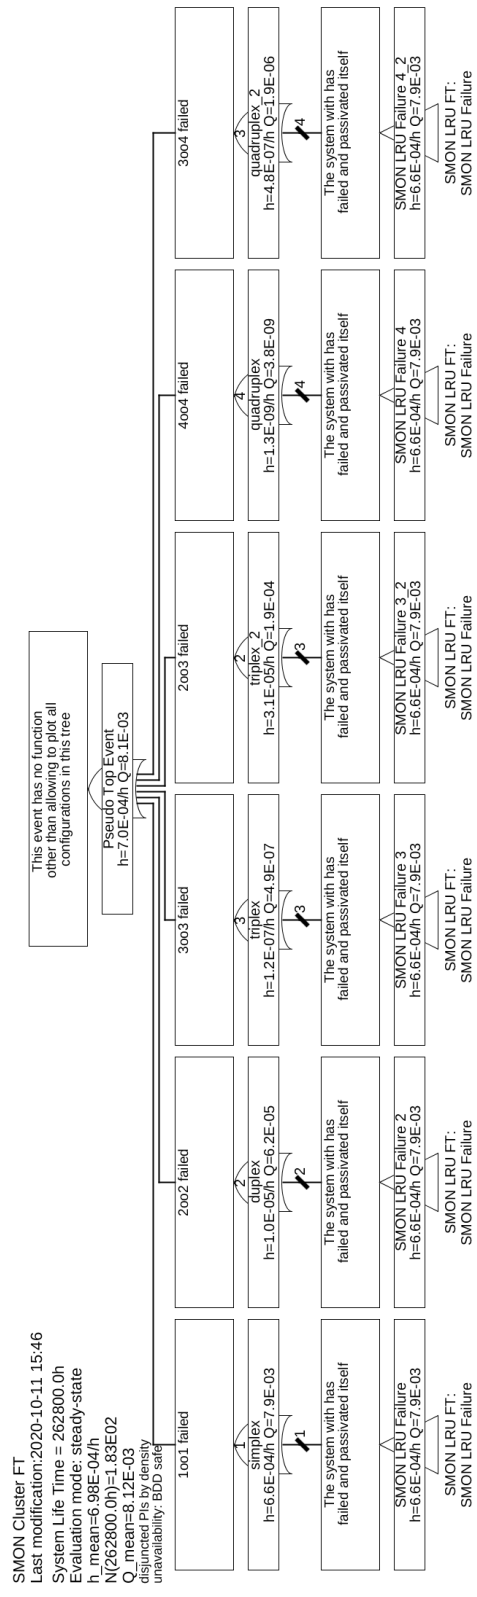 SMON Cluster FT
Last modification:2020-10-11 15:46
System Life Time = 262800.0h
Evaluation mode: steady-state
h_mean=6.98E-04/h
N(262800.0h)=1.83E02
Q_mean=8.12E-03
disjuncted PIs by density
unavailability: BDD safe
This event has no function
other than allowing to plot all
configurations in this tree
Pseudo Top Event
h=7.0E-04/h Q=8.1E-03
1oo1 failed
1
simplex
h=6.6E-04/h Q=7.9E-03
1
The system with has
failed and passivated itself
SMON LRU Failure
h=6.6E-04/h Q=7.9E-03
SMON LRU FT:
SMON LRU Failure
2oo2 failed
2
duplex
h=1.0E-05/h Q=6.2E-05
2
The system with has
failed and passivated itself
SMON LRU Failure 2
h=6.6E-04/h Q=7.9E-03
SMON LRU FT:
SMON LRU Failure
3oo3 failed
3
triplex
h=1.2E-07/h Q=4.9E-07
3
The system with has
failed and passivated itself
SMON LRU Failure 3
h=6.6E-04/h Q=7.9E-03
SMON LRU FT:
SMON LRU Failure
2oo3 failed
2
triplex_2
h=3.1E-05/h Q=1.9E-04
3
The system with has
failed and passivated itself
SMON LRU Failure 3_2
h=6.6E-04/h Q=7.9E-03
SMON LRU FT:
SMON LRU Failure
4oo4 failed
4
quadruplex
h=1.3E-09/h Q=3.8E-09
4
The system with has
failed and passivated itself
SMON LRU Failure 4
h=6.6E-04/h Q=7.9E-03
SMON LRU FT:
SMON LRU Failure
3oo4 failed
3
quadruplex_2
h=4.8E-07/h Q=1.9E-06
4
The system with has
failed and passivated itself
SMON LRU Failure 4_2
h=6.6E-04/h Q=7.9E-03
SMON LRU FT:
SMON LRU Failure